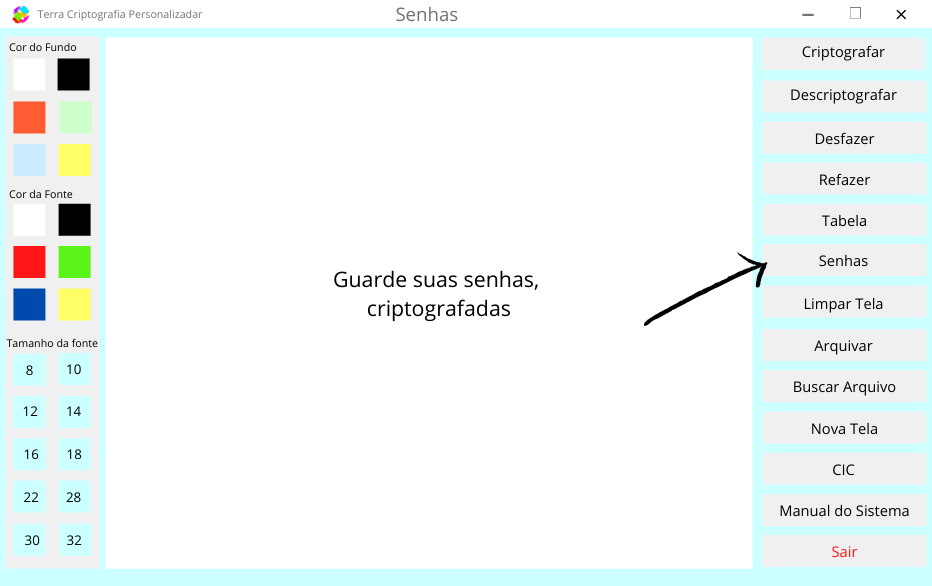 Terra Criptografia Personalizadar
Senhas
Cor do Fundo
Cor da Fonte
Tamanho da fonte
8 10
12 14
16 18
22 28
30 32
Guarde suas senhas,
criptografadas
Criptografar
Descriptografar
Desfazer
Refazer
Tabela
Senhas
Limpar Tela
Arquivar
Buscar Arquivo
Nova Tela
CIC
Manual do Sistema
Sair